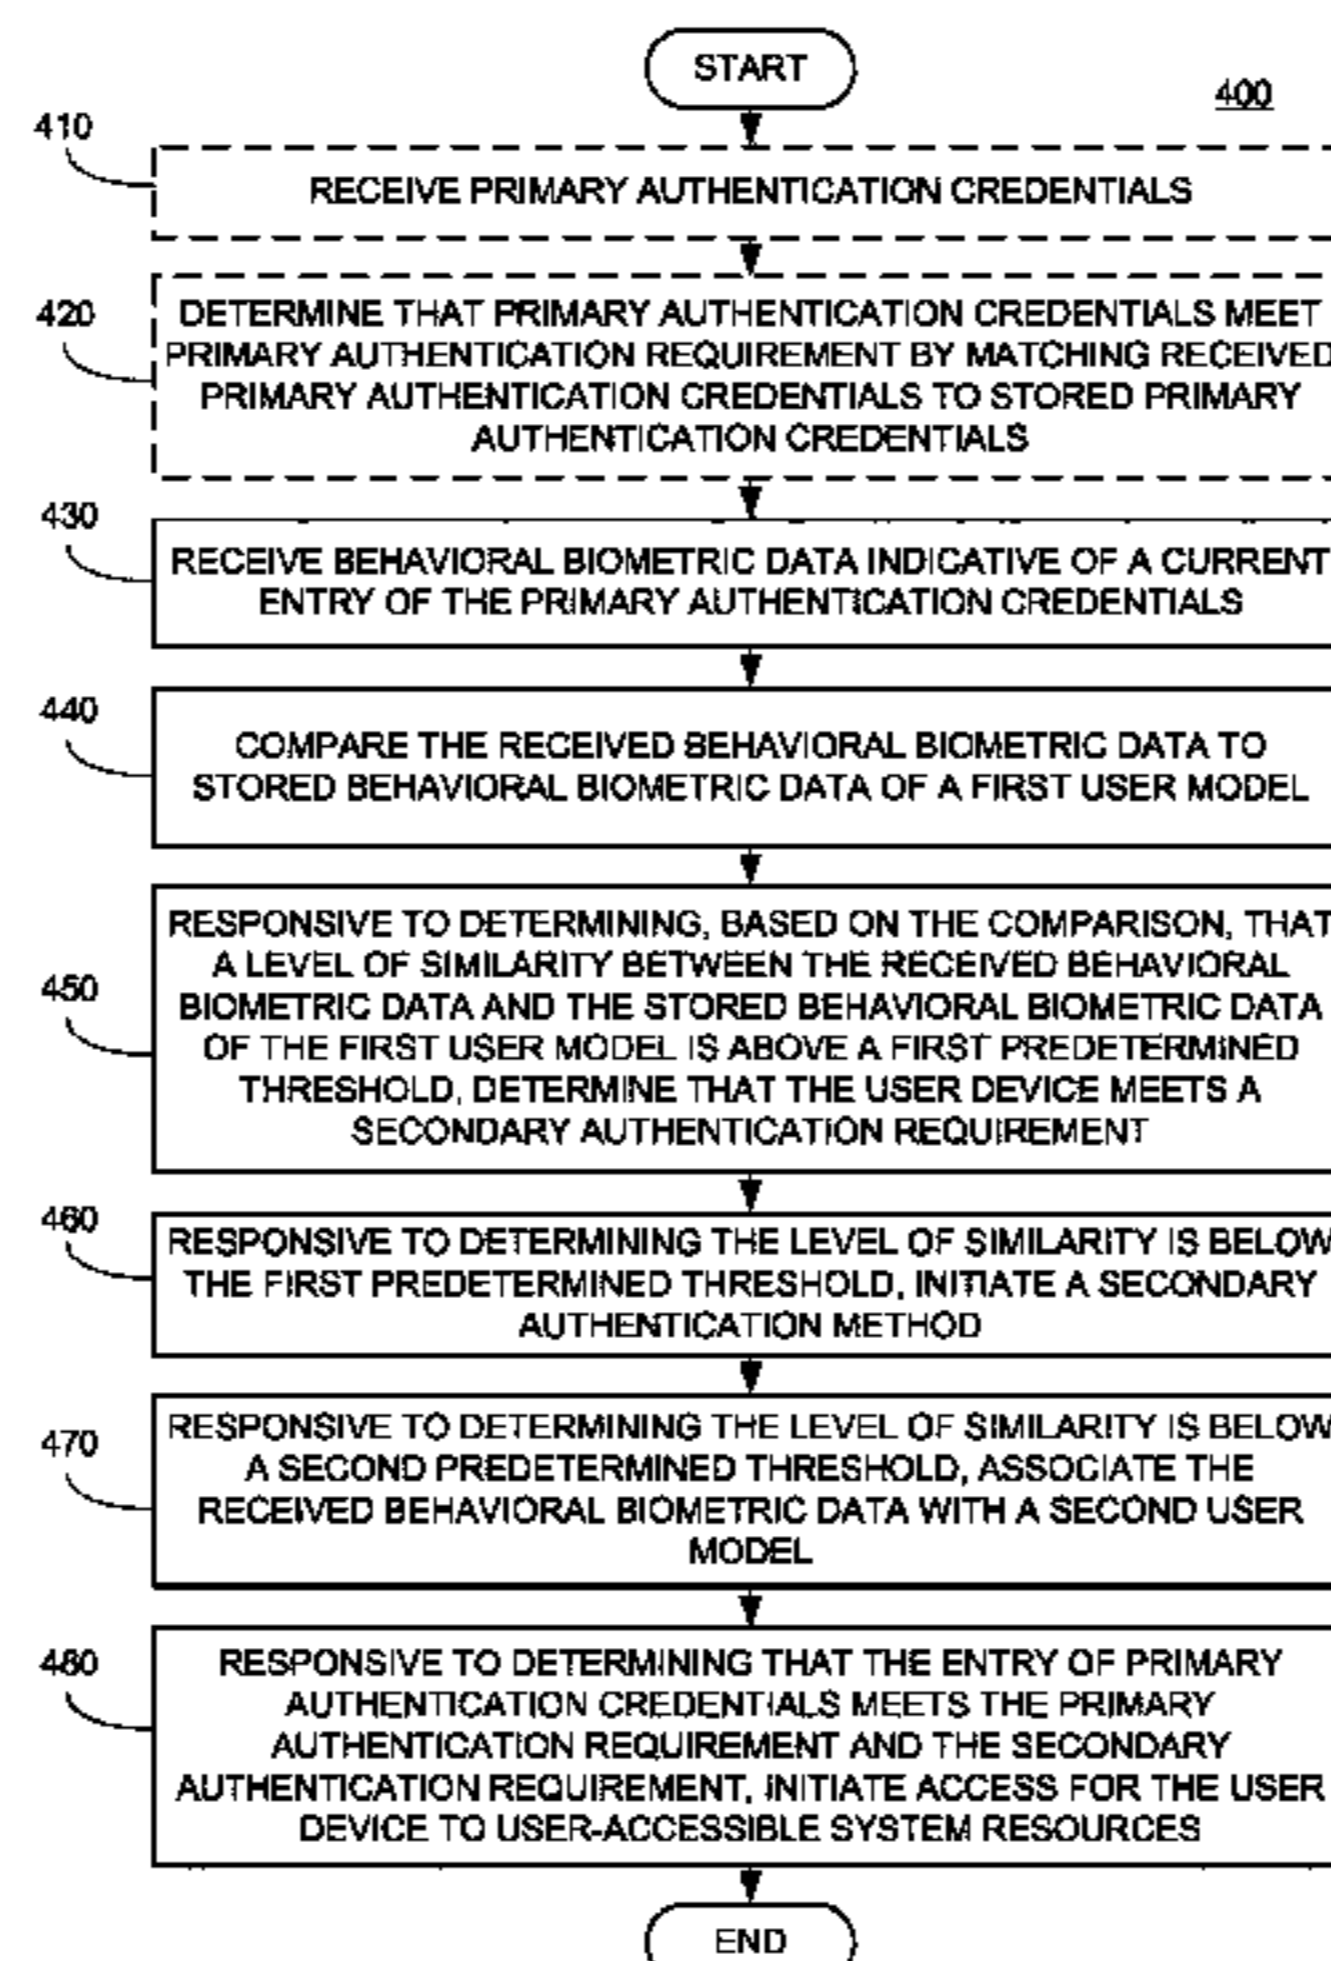 START
400
410
RECEIVE PRIMARY AUTHENTICATION CREDENTIALS
420
DETERMINE THAT PRIMARY AUTHENTICATION CREDENTIALS MEET
PRIMARY AUTHENTICATION REQUIREMENT BY MATCHING RECEIVED
PRIMARY AUTHENTICATION CREDENTIALS TO STORED PRIMARY
AUTHENTICATION CREDENTIALS
430
RECEIVE BEHAVIORAL BIOMETRIC DATA INDICATIVE OF A CURRENT
ENTRY OF THE PRIMARY AUTHENTICATION CREDENTIALS
440
COMPARE THE RECEIVED BEHAVIORAL BIOMETRIC DATA TO
STORED BEHAVIORAL BIOMETRIC DATA OF A FIRST USER MODEL
450
RESPONSIVE TO DETERMINING, BASED ON THE COMPARISON, THAT
A LEVEL OF SIMILARITY BETWEEN THE RECEIVED BEHAVIORAL
BIOMETRIC DATA AND THE STORED BEHAVIORAL BIOMETRIC DATA
OF THE FIRST USER MODEL IS ABOVE A FIRST PREDETERMINED
THRESHOLD, DETERMINE THAT THE USER DEVICE MEETS A
SECONDARY AUTHENTICATION REQUIREMENT
460
RESPONSIVE TO DETERMINING THE LEVEL OF SIMILARITY IS BELOW
THE FIRST PREDETERMINED THRESHOLD, INITIATE A SECONDARY
AUTHENTICATION METHOD
470
RESPONSIVE TO DETERMINING THE LEVEL OF SIMILARITY IS BELOW
A SECOND PREDETERMINED THRESHOLD, ASSOCIATE THE
RECEIVED BEHAVIORAL BIOMETRIC DATA WITH A SECOND USER
MODEL
480
RESPONSIVE TO DETERMINING THAT THE ENTRY OF PRIMARY
AUTHENTICATION CREDENTIALS MEETS THE PRIMARY
AUTHENTICATION REQUIREMENT AND THE SECONDARY
AUTHENTICATION REQUIREMENT, INITIATE ACCESS FOR THE USER
DEVICE TO USER-ACCESSIBLE SYSTEM RESOURCES
END